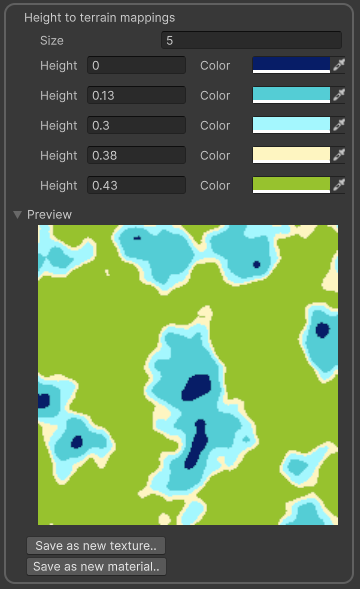 Height to terrain mappings
Size 5
Height 0 Color
Height 0.13 Color
Height 0.3 Color
Height 0.38 Color
Height 0.43 Color
Preview
Save as new texture..
Save as new material..